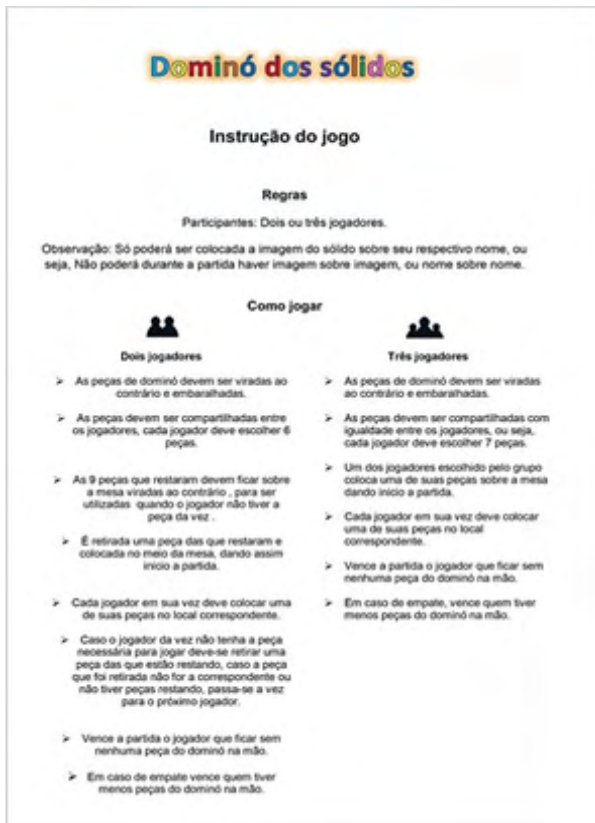 Dominó dos sólidos
Instrução do jogo
Regras
Participantes: Dois ou três jogadores.
Observação: Só poderá ser colocada a imagem do sólido sobre seu respectivo nome, ou
seja, Não poderá durante a partida haver imagem sobre imagem, ou nome sobre nome.
Como jogar
Dois jogadores
➢ As peças de dominó devem ser viradas ao
contrário e embaralhadas.
➢ As peças devem ser compartilhadas entre
os jogadores, cada jogador deve escolher 6
peças.
➢ As 9 peças que restaram devem ficar sobre
a mesa viradas ao contrário , para ser
utilizadas quando o jogador não tiver a
peça da vez .
➢ É retirada uma peça das que restaram e
colocada no meio da mesa, dando assim
inicio a partida.
➢ Cada jogador em sua vez deve colocar uma
de suas peças no local correspondente.
➢ Caso o jogador da vez não tenha a peça
necessária para jogar deve-se retirar uma
peça das que estão restando, caso a peça
que foi retirada não for a correspondente ou
não tiver peças restando, passa-se a vez
para o próximo jogador.
➢ Vence a partida o jogador que ficar sem
nenhuma peça do dominó na mão.
➢ Em caso de empate vence quem tiver
menos peças do dominó na mão.
Três jogadores
➢ As peças de dominó devem ser viradas
ao contrário e embaralhadas.
➢ As peças devem ser compartilhadas com
igualdade entre os jogadores, ou seja,
cada jogador deve escolher 7 peças.
➢ Um dos jogadores escolhido pelo grupo
coloca uma de suas peças sobre a mesa
dando inicio a partida.
➢ Cada jogador em sua vez deve colocar
uma de suas peças no local
correspondente.
➢ Vence a partida o jogador que ficar sem
nenhuma peça do dominó na mão.
➢ Em caso de empate, vence quem tiver
menos peças do dominó na mão.